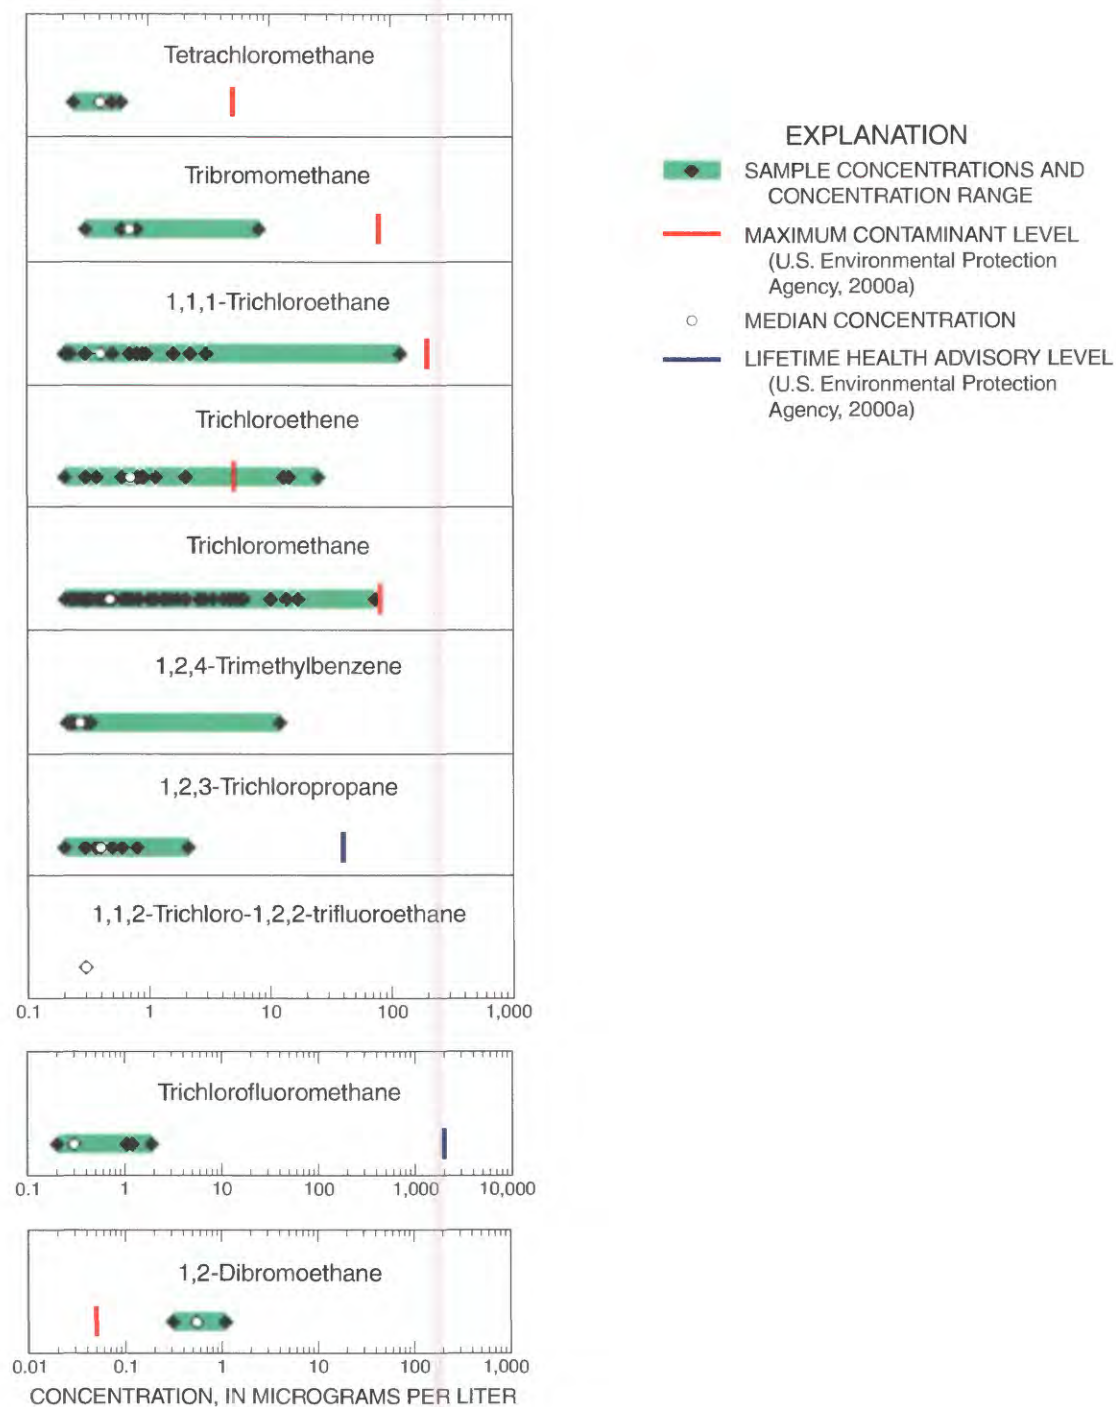 Tetrachloromethane
Tribromomethane
1,1,1-Trichloroethane
Trichloroethene
Trichloromethane
1,2,4-Trimethylbenzene
1,2,3-Trichloropropane
1,1,2-Trichloro-1,2,2-trifluoroethane
0.1 1 10 100 1,000
Trichlorofluoromethane
0.1 1 10 100 1,000 10,000
1,2-Dibromoethane
0.01 0.1 1 10 100 1,000
CONCENTRATION, IN MICROGRAMS PER LITER
EXPLANATION
SAMPLE CONCENTRATIONS AND
CONCENTRATION RANGE
MAXIMUM CONTAMINANT LEVEL
(U.S. Environmental Protection
Agency, 2000a)
MEDIAN CONCENTRATION
LIFETIME HEALTH ADVISORY LEVEL
(U.S. Environmental Protection
Agency, 2000a)